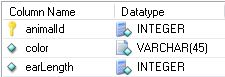 Column Name Datatype
animalId INTEGER
color VARCHAR(45)
earLength INTEGER